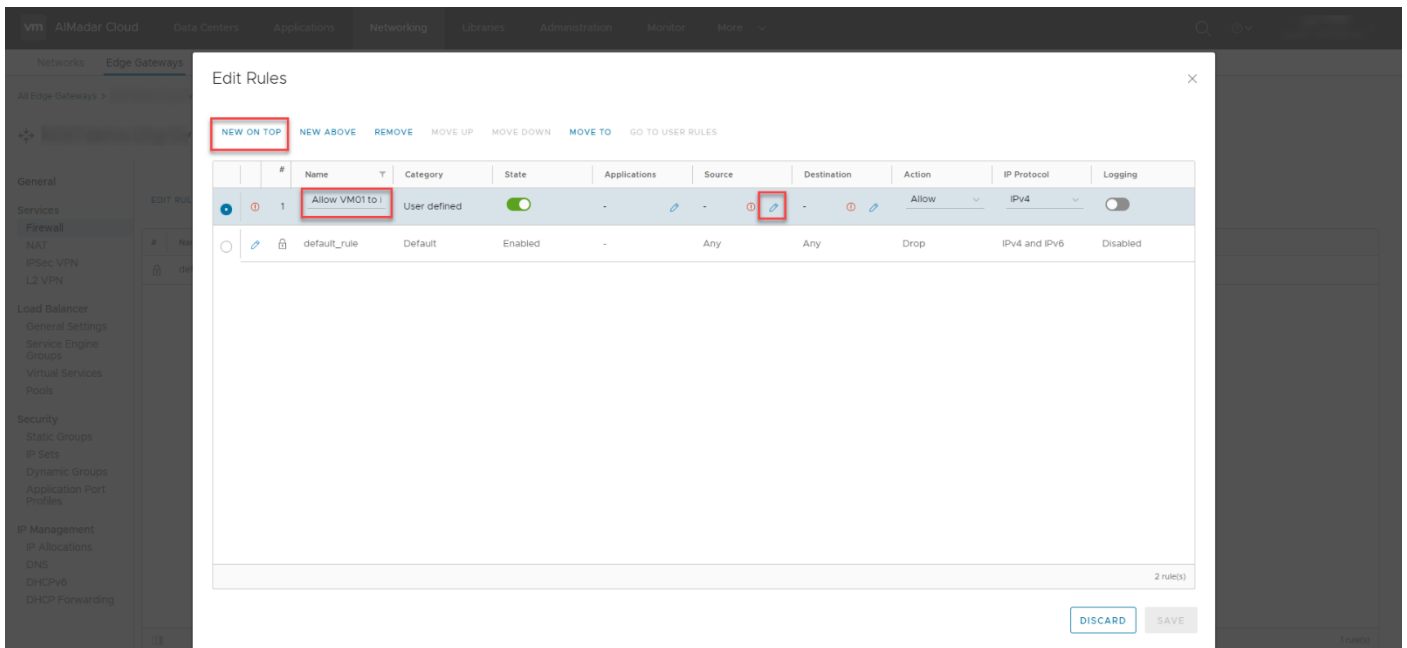 vm AlMadar Cloud Data Centers Applications Networking Libraries Administration Monitor More
Networks Edge Gateways
All Edge Gateways >
General
Services
Firewall
NAT
IPSec VPN
L2 VPN
Load Balancer
General Settings
Service Engine
Groups
Virtual Services
Pools
Security
Static Groups
IP Sets
Dynamic Groups
Application Port
Profiles
IP Management
IP Allocations
DNS
DHCPv6
DHCP Forwarding
EDIT RUL
#
def
Edit Rules
NEW ON TOP NEW ABOVE REMOVE MOVE UP MOVE DOWN MOVE TO GO TO USER RULES
# Name Category State Applications Source Destination Action IP Protocol Logging
1 Allow VM01 to i User defined - - - Allow IPv4
default_rule Default Enabled - Any Any Drop IPv4 and IPv6 Disabled
2 rule(s)
DISCARD SAVE
1 rule(s)